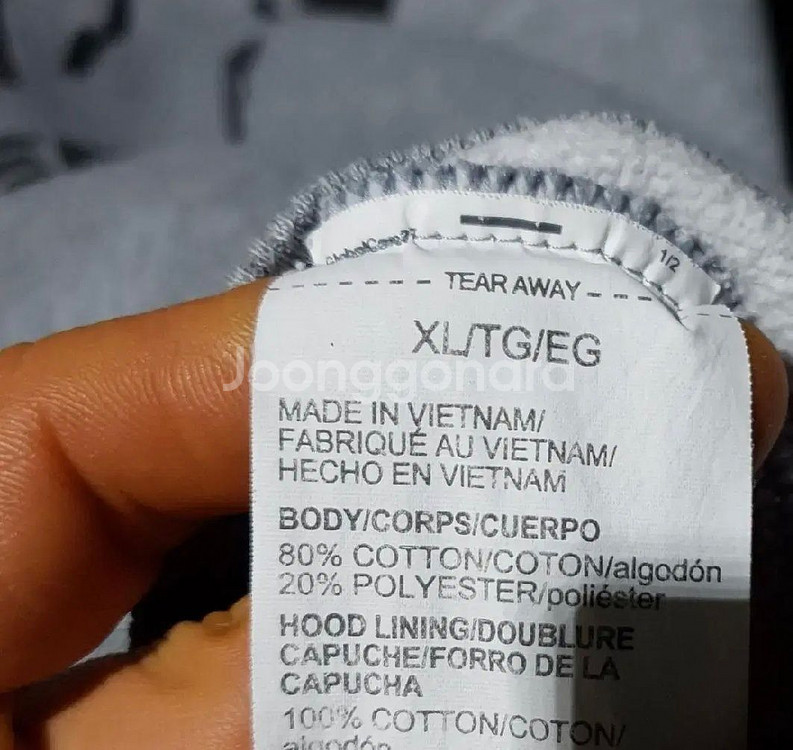 1/2
TEAR AWAY
XL/TG/EG
Joonggonara
MADE IN VIETNAM/
FABRIQUÉ AU VIETNAM/
HECHO EN VIETNAM
BODY/CORPS/CUERPO
80% COTTON/COTON/algodón
20% POLYESTER/poliéster
HOOD LINING/DOUBLURE
CAPUCHE/FORRO DE LA
CAPUCHA
100% COTTON/COTON/
algodón